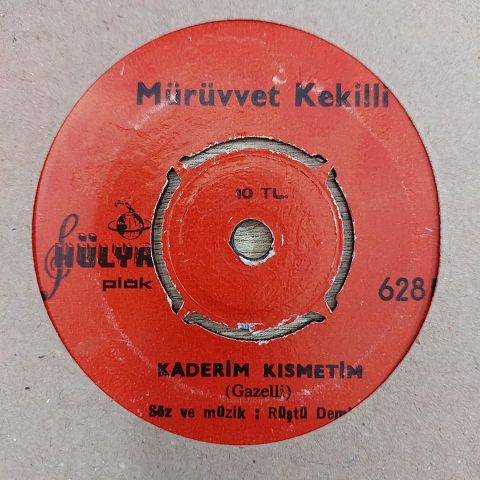 Mürüvvet Kekilli
10 TL.
HÜLYA
plâk
628
KADERİM KISMETİM
(Gazelli)
Söz ve müzik : Rüştü